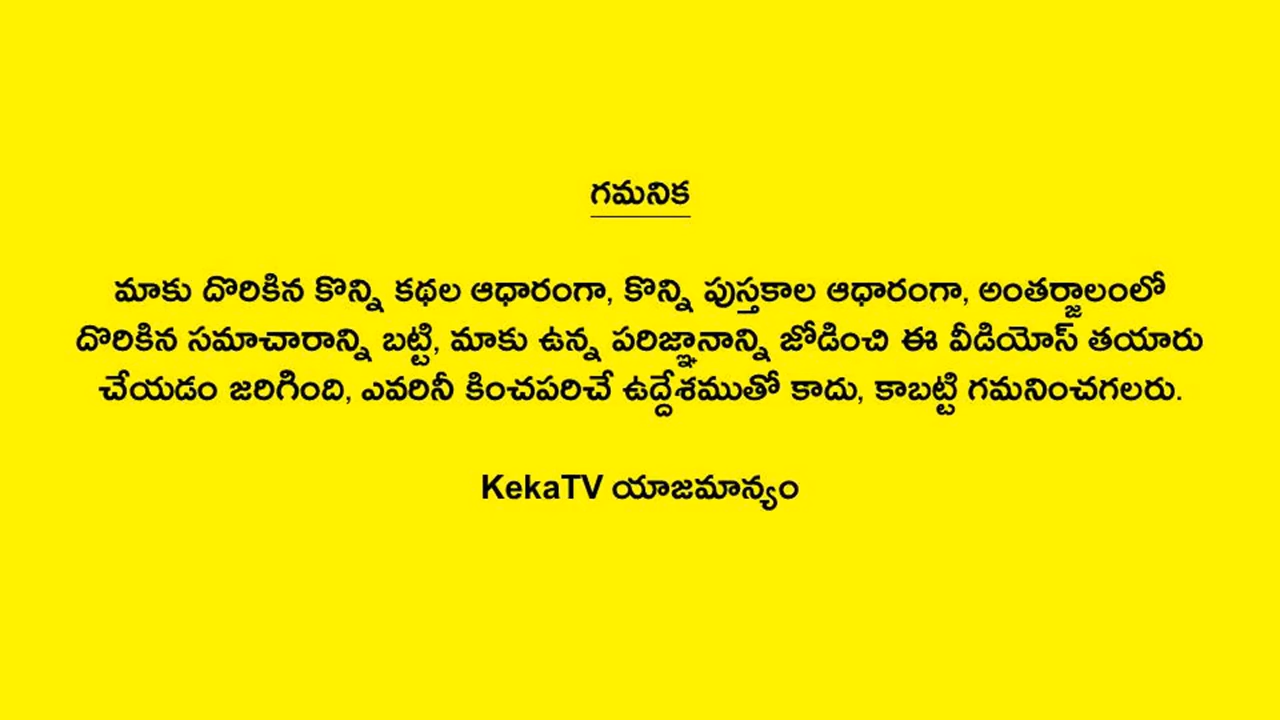 గమనిక
మాకు దొరికిన కొన్ని కథల ఆధారంగా, కొన్ని పుస్తకాల ఆధారంగా, అంతర్జాలంలో
దొరికిన సమాచారాన్ని బట్టి, మాకు ఉన్న పరిజ్ఞానాన్ని జోడించి ఈ వీడియోస్ తయారు
చేయడం జరిగింది, ఎవరినీ కించపరిచే ఉద్దేశముతో కాదు, కాబట్టి గమనించగలరు.
KekaTV యాజమాన్యం